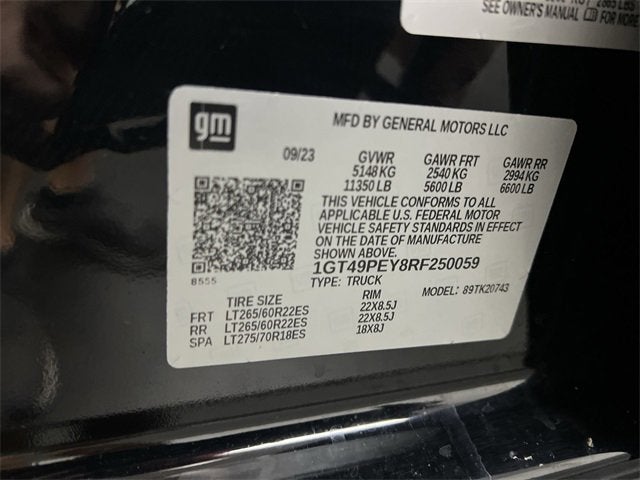 SEE OWNER'S MANUAL FOR MORE
gm
MFD BY GENERAL MOTORS LLC
09/23 GVWR GAWR FRT GAWR RR
5148 KG 2540 KG 2994 KG
11350 LB 5600 LB 6600 LB
THIS VEHICLE CONFORMS TO ALL
APPLICABLE U.S. FEDERAL MOTOR
VEHICLE SAFETY STANDARDS IN EFFECT
ON THE DATE OF MANUFACTURE
SHOWN ABOVE.
1GT49PEY8RF250059
8555
TYPE: TRUCK MODEL: 89TK20743
TIRE SIZE RIM
FRT LT265/60R22ES 22X8.5J
RR LT265/60R22ES 22X8.5J
SPA LT275/70R18ES 18X8J